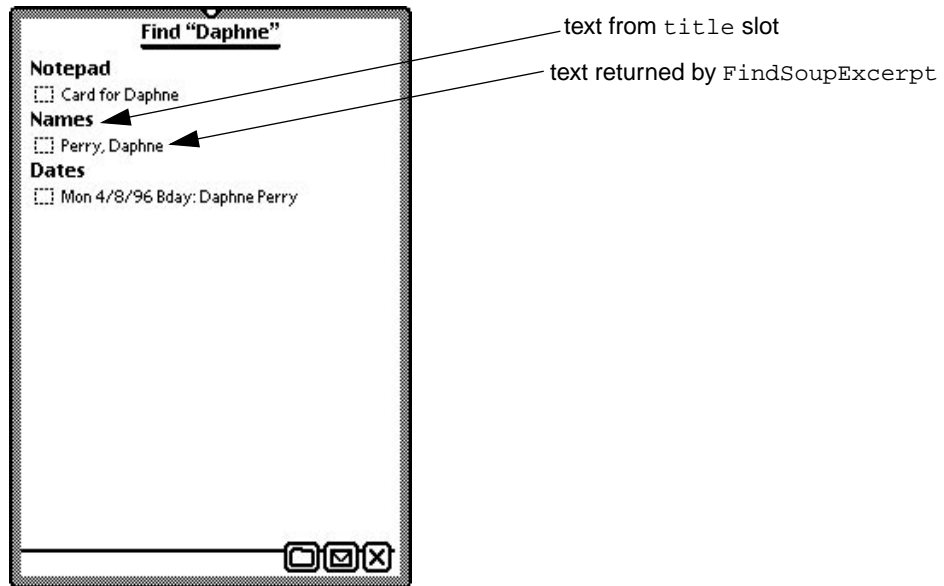 Find “Daphne”
text from title slot
Notepad
text returned by FindSoupExcerpt
Card for Daphne
Names
Perry, Daphne
Dates
Mon 4/8/96 Bday: Daphne Perry